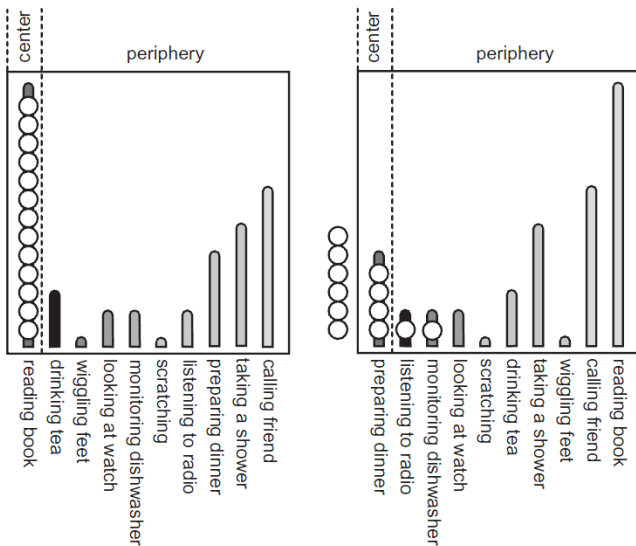 center
periphery
reading book
drinking tea
wiggling feet
looking at watch
monitoring dishwasher
scratching
listening to radio
preparing dinner
taking a shower
calling friend
center
periphery
preparing dinner
listening to radio
monitoring dishwasher
looking at watch
scratching
drinking tea
taking a shower
wiggling feet
calling friend
reading book